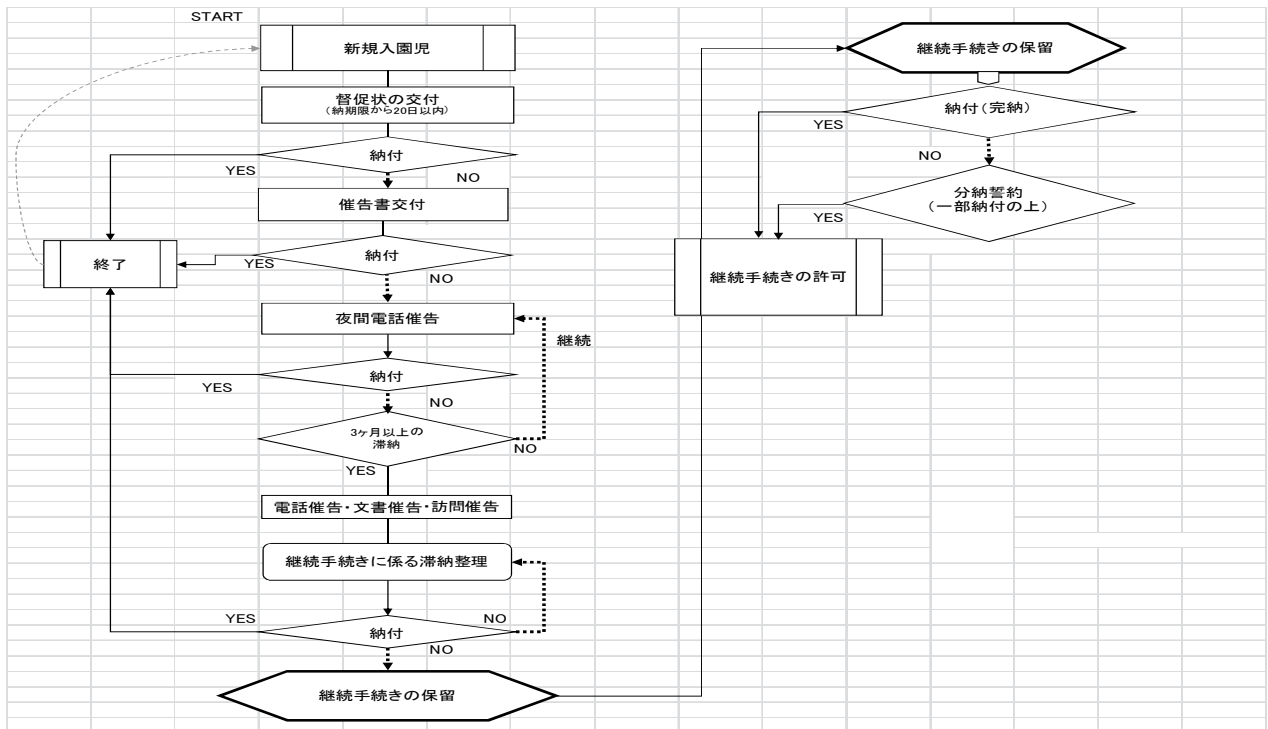 START
新規入園児
督促状の交付
(納期限から20日以内)
納付
YES
NO
催告書交付
終了
納付
YES
NO
夜間電話催告
継続
納付
YES
NO
3ヶ月以上の
滞納
NO
YES
電話催告・文書催告・訪問催告
継続手続きに係る滞納整理
YES
NO
納付
NO
継続手続きの保留
継続手続きの保留
納付(完納)
YES
NO
分納誓約
(一部納付の上)
YES
継続手続きの許可